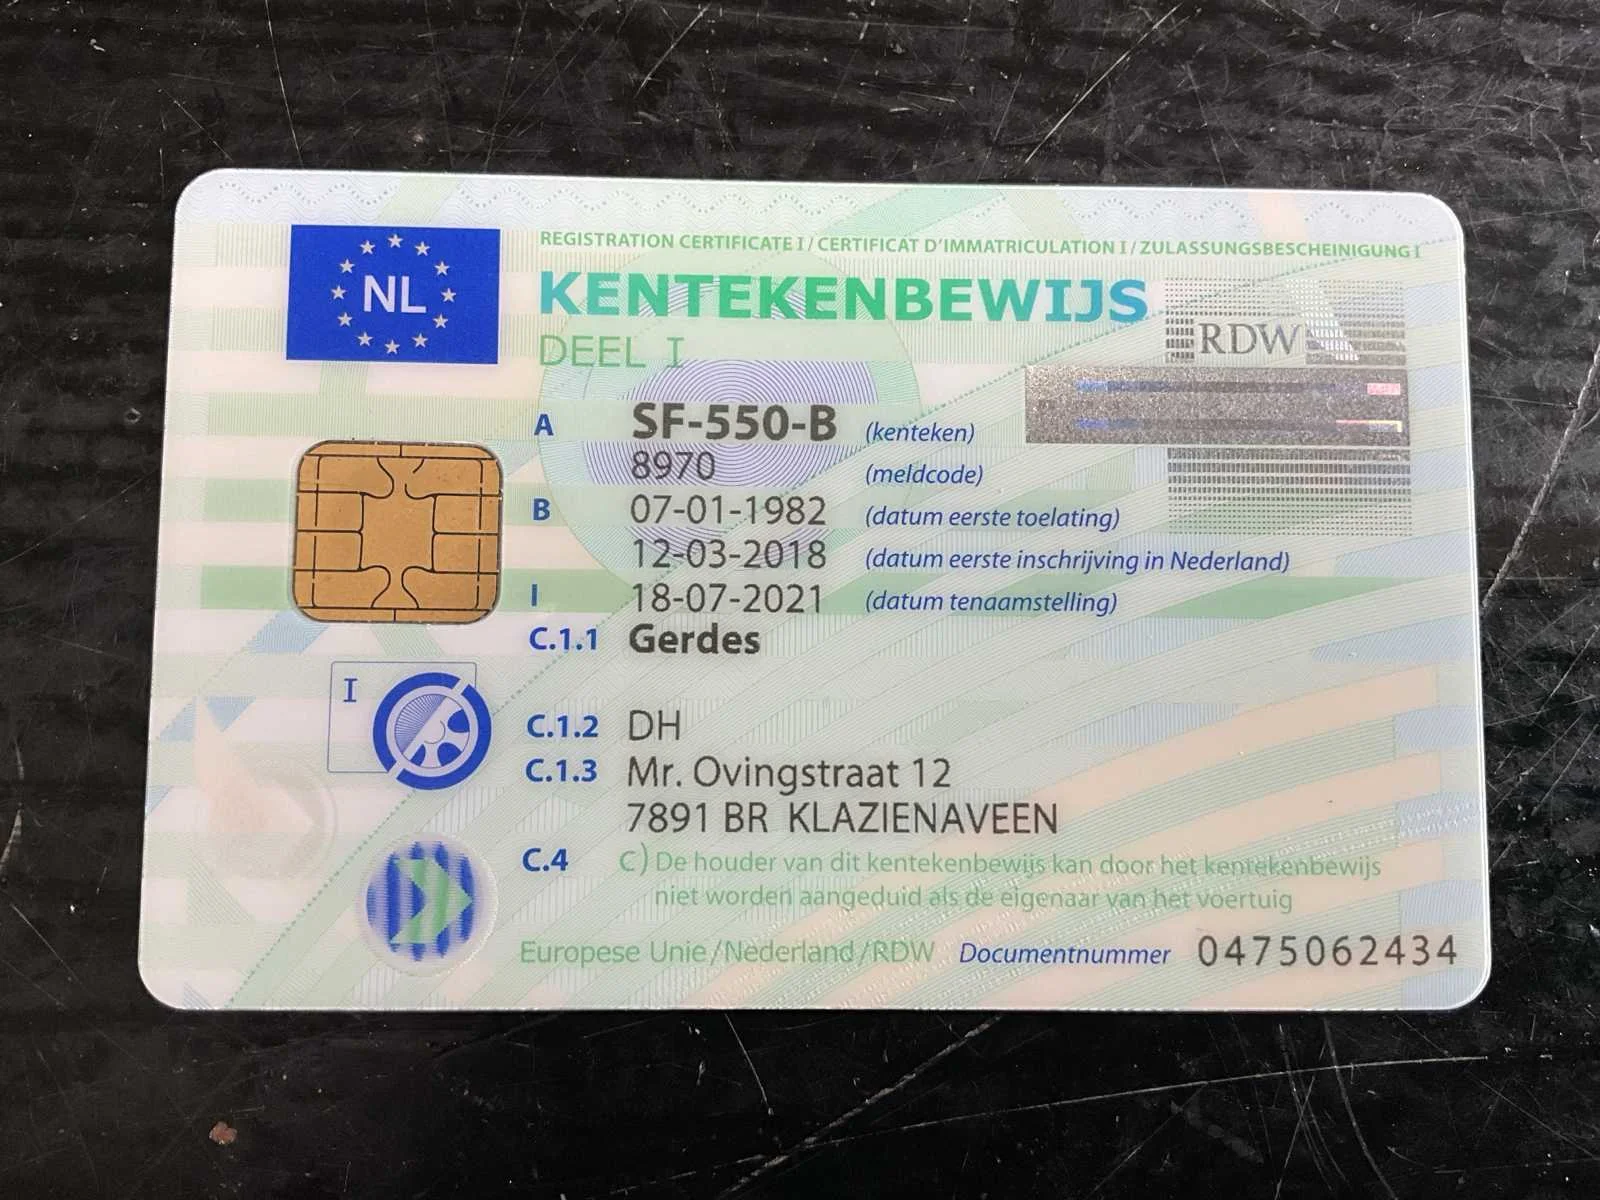 NL
REGISTRATION CERTIFICATE I / CERTIFICAT D'IMMATRICULATION I / ZULASSUNGSBESCHEINIGUNG I
KENTEKENBEWIJS
DEEL I
RDW
A SF-550-B (kenteken)
8970 (meldcode)
B 07-01-1982 (datum eerste toelating)
12-03-2018 (datum eerste inschrijving in Nederland)
I 18-07-2021 (datum tenaamstelling)
C.1.1 Gerdes
I
C.1.2 DH
C.1.3 Mr. Ovingstraat 12
7891 BR KLAZIENAVEEN
C.4 C) De houder van dit kentekenbewijs kan door het kentekenbewijs
niet worden aangeduid als de eigenaar van het voertuig
Europese Unie/Nederland/RDW Documentnummer 0475062434